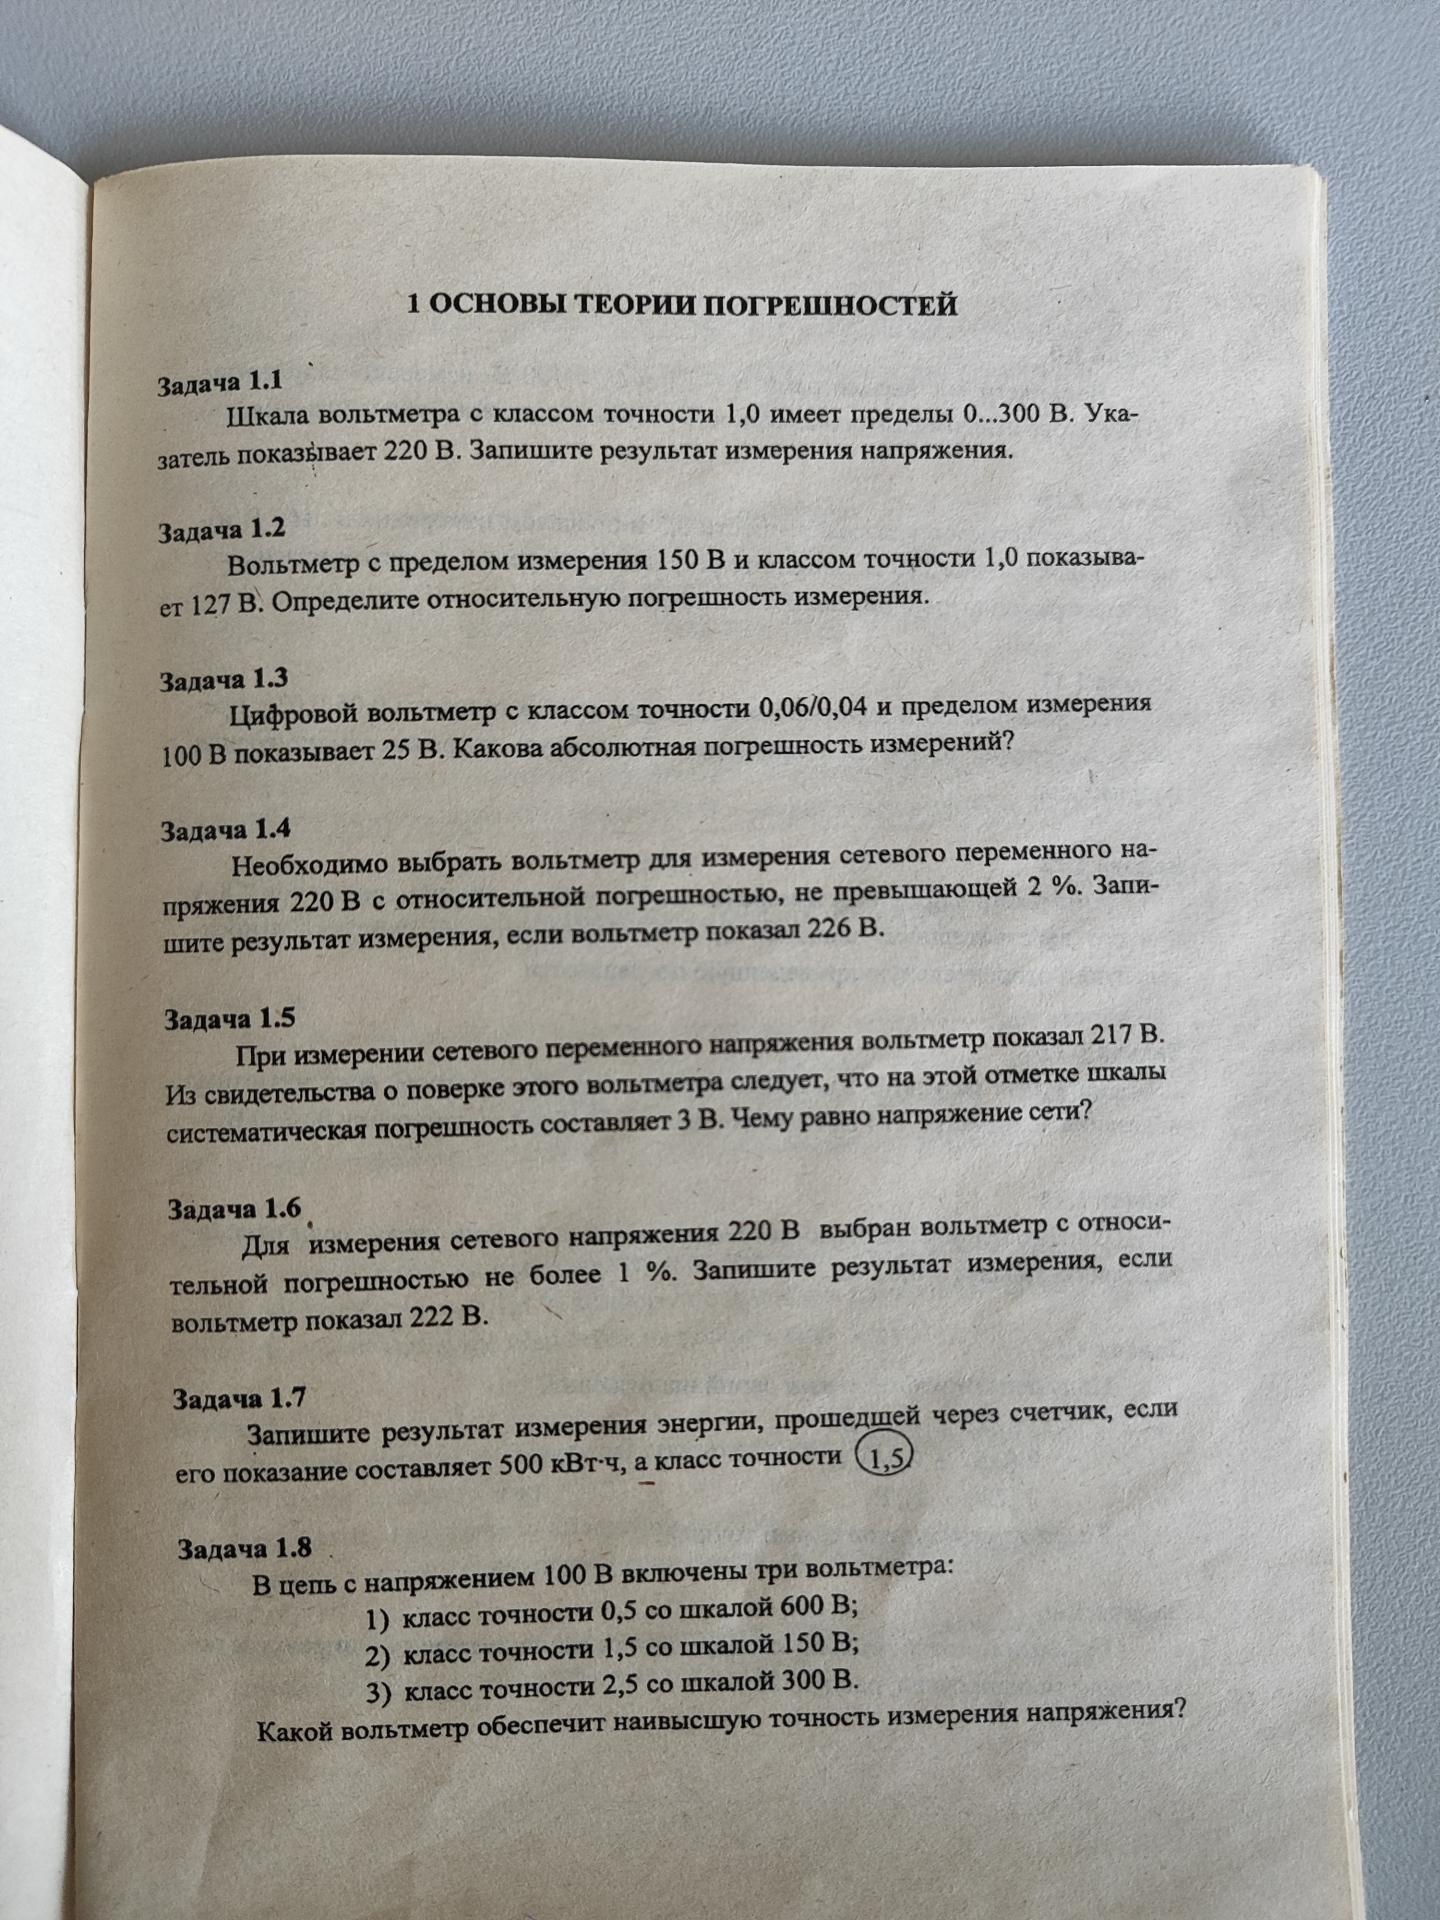 1 ОСНОВЫ ТЕОРИИ ПОГРЕШНОСТЕЙ
Задача 1.1
Шкала вольтметра с классом точности 1,0 имеет пределы 0...300 В. Ука-
затель показывает 220 В. Запишите результат измерения напряжения.
Задача 1.2
Вольтметр с пределом измерения 150 В и классом точности 1,0 показыва-
ет 127 В. Определите относительную погрешность измерения.
Задача 1.3
Цифровой вольтметр с классом точности 0,06/0,04 и пределом измерения
100 В показывает 25 В. Какова абсолютная погрешность измерений?
Задача 1.4
Необходимо выбрать вольтметр для измерения сетевого переменного на-
пряжения 220 В с относительной погрешностью, не превышающей 2 %. Запи-
шите результат измерения, если вольтметр показал 226 В.
Задача 1.5
При измерении сетевого переменного напряжения вольтметр показал 217 В.
Из свидетельства о поверке этого вольтметра следует, что на этой отметке шкалы
систематическая погрешность составляет 3 В. Чему равно напряжение сети?
Задача 1.6
Для измерения сетевого напряжения 220 В выбран вольтметр с относи-
тельной погрешностью не более 1 %. Запишите результат измерения, если
вольтметр показал 222 В.
Задача 1.7
Запишите результат измерения энергии, прошедшей через счетчик, если
его показание составляет 500 кВт·ч, а класс точности 1,5
Задача 1.8
В цепь с напряжением 100 В включены три вольтметра:
1) класс точности 0,5 со шкалой 600 В;
2) класс точности 1,5 со шкалой 150 В;
3) класс точности 2,5 со шкалой 300 В.
Какой вольтметр обеспечит наивысшую точность измерения напряжения?